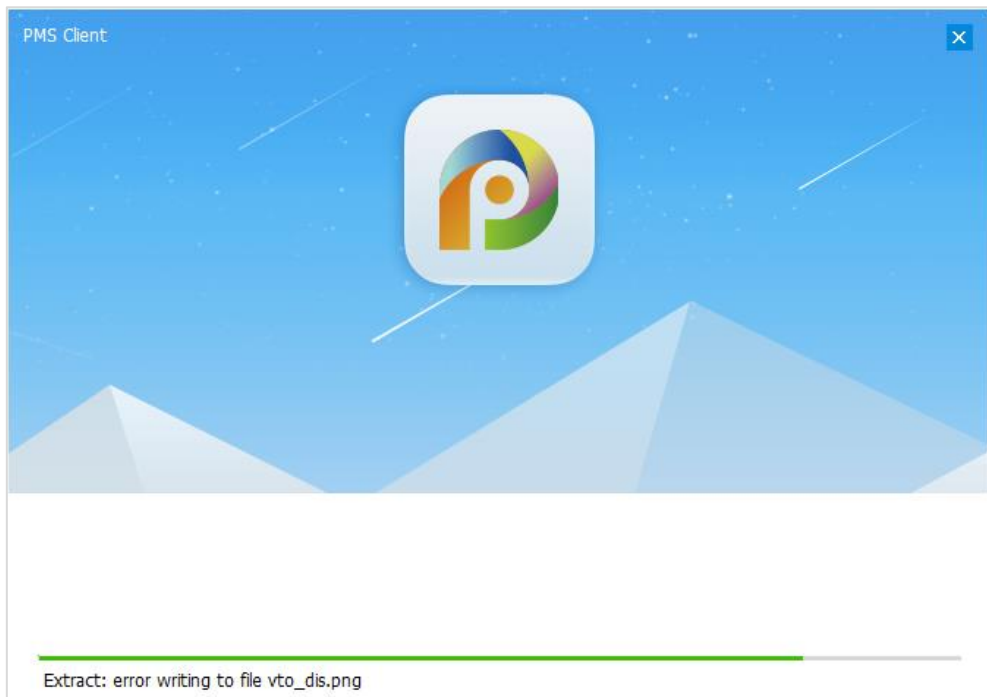 PMS Client
Extract: error writing to file vto_dis.png